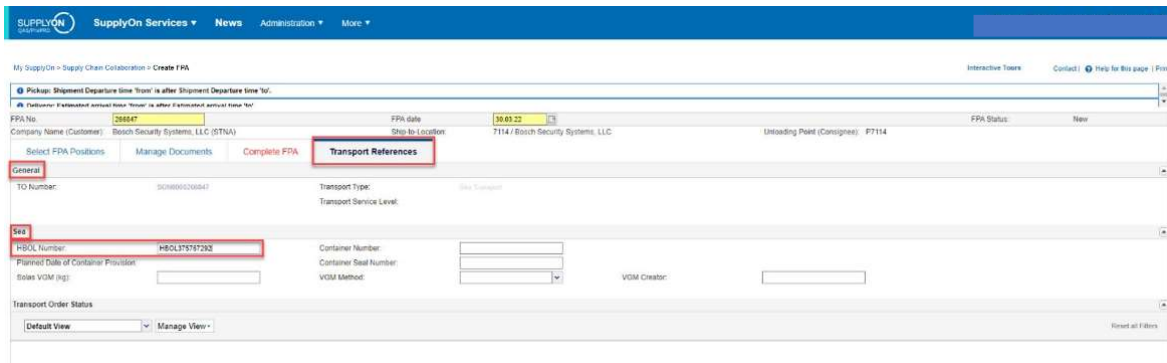 SUPPLYON SupplyOn Services ▾ News Administration ▾ More ▾
My SupplyOn > Supply Chain Collaboration > Create FPA Interactive Tours Contact | Help for this page | Prin
Pickup: Shipment Departure time 'from' is after Shipment Departure time 'to'.
Delivery: Estimated arrival time 'from' is after Estimated arrival time 'to'
FPA No. 266847 FPA date 30.03.22 FPA Status: New
Company Name (Customer): Bosch Security Systems, LLC (STNA) Ship-to-Location: 7114 / Bosch Security Systems, LLC Unloading Point (Consignee): P7114
Select FPA Positions Manage Documents Complete FPA Transport References
General
TO Number: Transport Type: Sea Transport
Transport Service Level:
Sea
HBOL Number: HBOL375767292 Container Number:
Planned Date of Container Provision: Container Seal Number:
Solas VGM (kg): VGM Method: VGM Creator:
Transport Order Status
Default View Manage View Reset all Filters